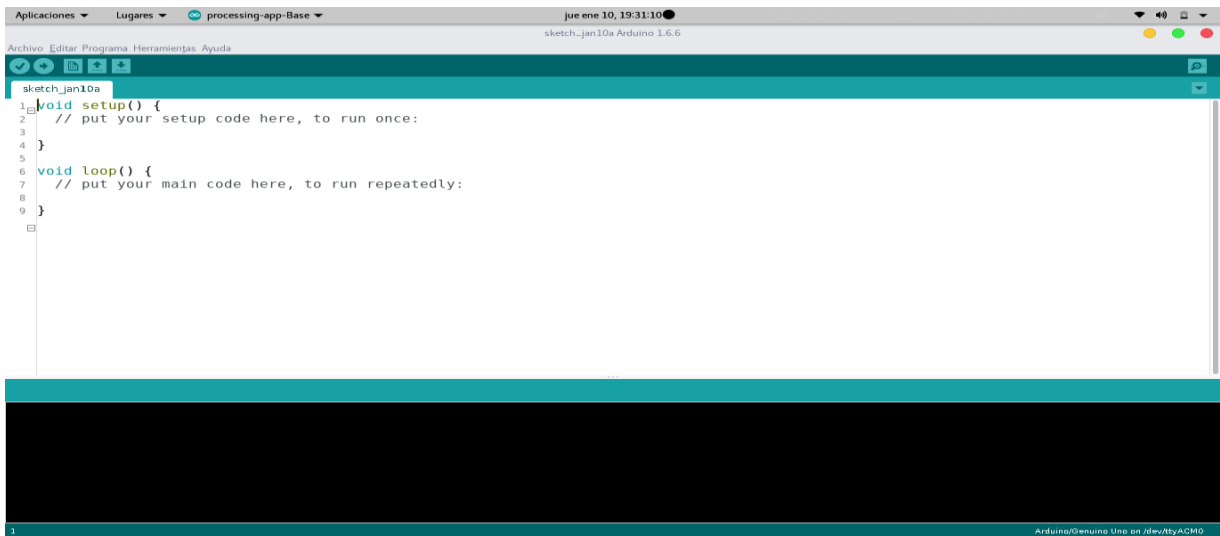 Aplicaciones Lugares processing-app-Base jue ene 10, 19:31:10
sketch_jan10a Arduino 1.6.6
Archivo Editar Programa Herramientas Ayuda
sketch_jan10a
1 void setup() {
2 // put your setup code here, to run once:
3
4 }
5
6 void loop() {
7 // put your main code here, to run repeatedly:
8
9 }
1 Arduino/Genuino Uno on /dev/ttyACM0